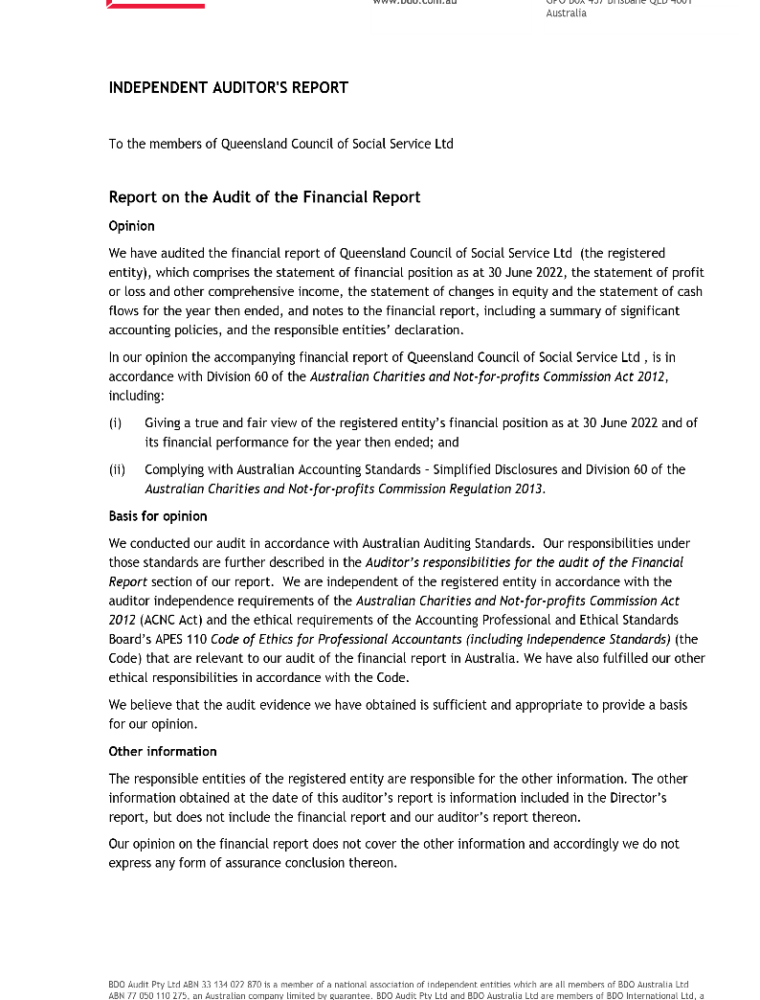 www.bdo.com.au
GPO Box 457 Brisbane QLD 4001
Australia
INDEPENDENT AUDITOR'S REPORT
To the members of Queensland Council of Social Service Ltd
Report on the Audit of the Financial Report
Opinion
We have audited the financial report of Queensland Council of Social Service Ltd  (the registered
entity), which comprises the statement of financial position as at 30 June 2022, the statement of profit
or loss and other comprehensive income, the statement of changes in equity and the statement of cash
flows for the year then ended, and notes to the financial report, including a summary of significant
accounting policies, and the responsible entities’ declaration.
In our opinion the accompanying financial report of Queensland Council of Social Service Ltd , is in
accordance with Division 60 of the Australian Charities and Not-for-profits Commission Act 2012,
including:
(i) Giving a true and fair view of the registered entity’s financial position as at 30 June 2022 and of
its financial performance for the year then ended; and
(ii) Complying with Australian Accounting Standards – Simplified Disclosures and Division 60 of the
Australian Charities and Not-for-profits Commission Regulation 2013.
Basis for opinion
We conducted our audit in accordance with Australian Auditing Standards.  Our responsibilities under
those standards are further described in the Auditor’s responsibilities for the audit of the Financial
Report section of our report.  We are independent of the registered entity in accordance with the
auditor independence requirements of the Australian Charities and Not-for-profits Commission Act
2012 (ACNC Act) and the ethical requirements of the Accounting Professional and Ethical Standards
Board’s APES 110 Code of Ethics for Professional Accountants (including Independence Standards) (the
Code) that are relevant to our audit of the financial report in Australia. We have also fulfilled our other
ethical responsibilities in accordance with the Code.
We believe that the audit evidence we have obtained is sufficient and appropriate to provide a basis
for our opinion.
Other information
The responsible entities of the registered entity are responsible for the other information. The other
information obtained at the date of this auditor’s report is information included in the Director’s
report, but does not include the financial report and our auditor’s report thereon.
Our opinion on the financial report does not cover the other information and accordingly we do not
express any form of assurance conclusion thereon.
BDO Audit Pty Ltd ABN 33 134 022 870 is a member of a national association of independent entities which are all members of BDO Australia Ltd
ABN 77 050 110 275, an Australian company limited by guarantee. BDO Audit Pty Ltd and BDO Australia Ltd are members of BDO International Ltd, a